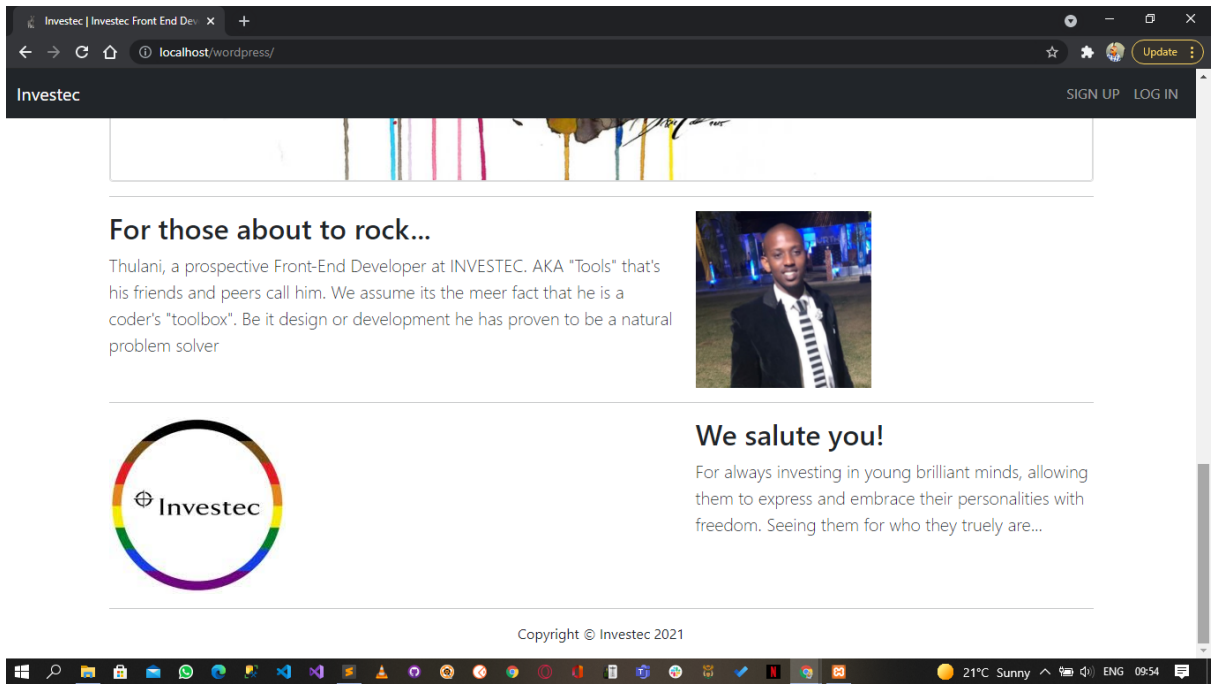 Investec | Investec Front End Dev
localhost/wordpress/
Update
Investec
SIGN UP LOG IN
For those about to rock...
Thulani, a prospective Front-End Developer at INVESTEC. AKA "Tools" that's
his friends and peers call him. We assume its the meer fact that he is a
coder's "toolbox". Be it design or development he has proven to be a natural
problem solver
Investec
We salute you!
For always investing in young brilliant minds, allowing
them to express and embrace their personalities with
freedom. Seeing them for who they truely are...
Copyright © Investec 2021
21°C Sunny ENG 09:54